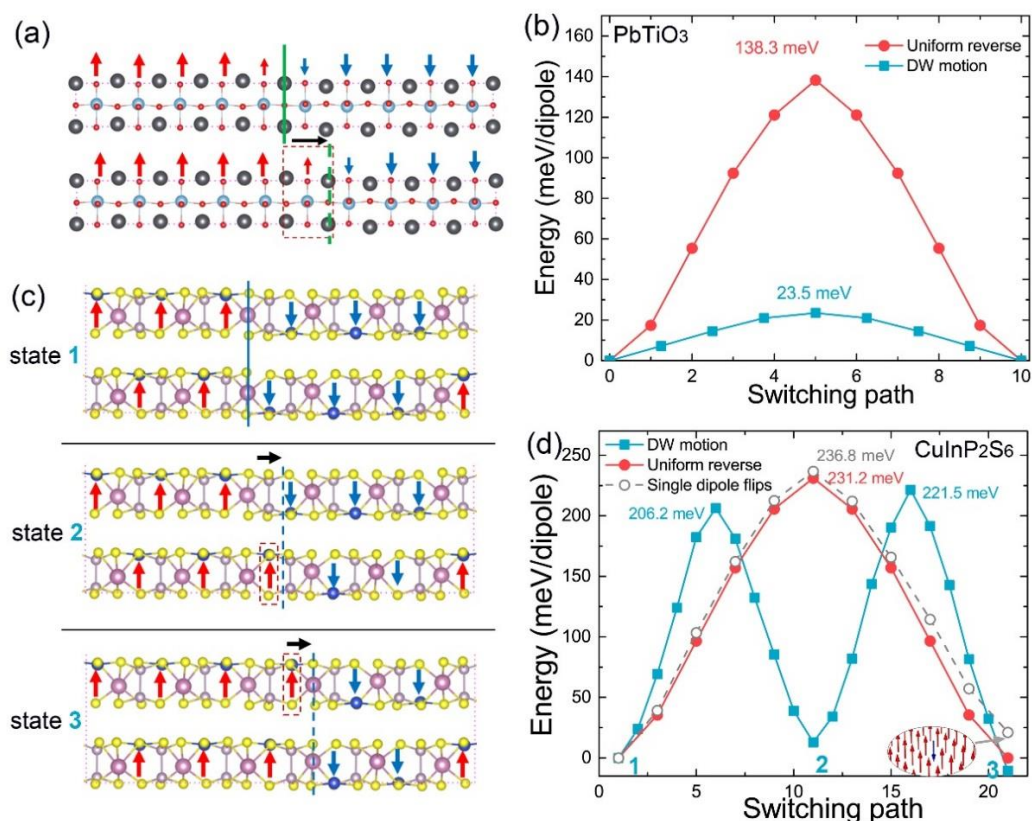 (a)
(b)
PbTiO3
138.3 meV
Uniform reverse
DW motion
23.5 meV
Energy (meV/dipole)
160
140
120
100
80
60
40
20
0
0 2 4 6 8 10
Switching path
(c)
state 1
state 2
state 3
(d)
DW motion
Uniform reverse
Single dipole flips
CuInP2S6
236.8 meV
231.2 meV
206.2 meV
221.5 meV
Energy (meV/dipole)
250
200
150
100
50
0
1 2 3
0 5 10 15 20
Switching path